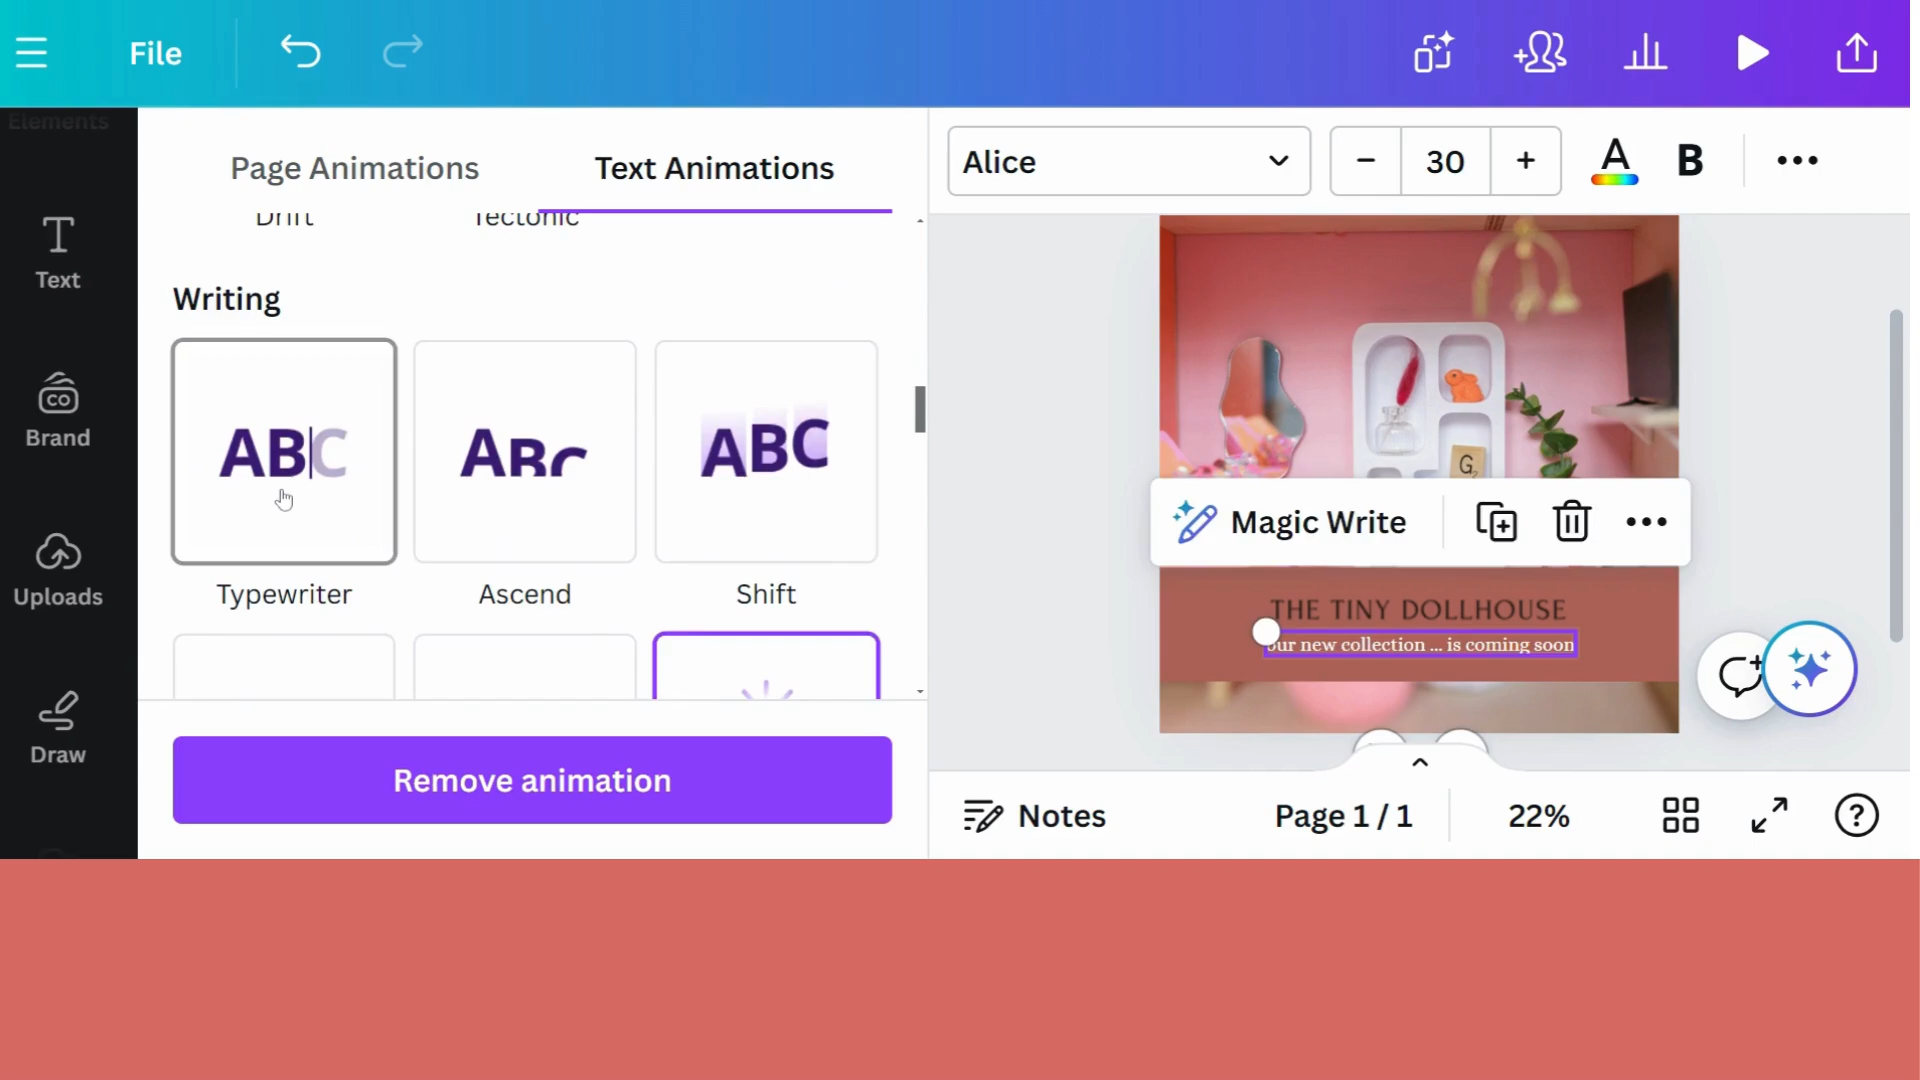 File
Elements
Text
Brand
Uploads
Draw
Page Animations
Text Animations
Drift
Tectonic
Writing
ABC
ABC
ABC
Typewriter
Ascend
Shift
Remove animation
Alice
30
A
B
G
Magic Write
THE TINY DOLLHOUSE
our new collection ... is coming soon
Notes
Page 1 / 1
22%